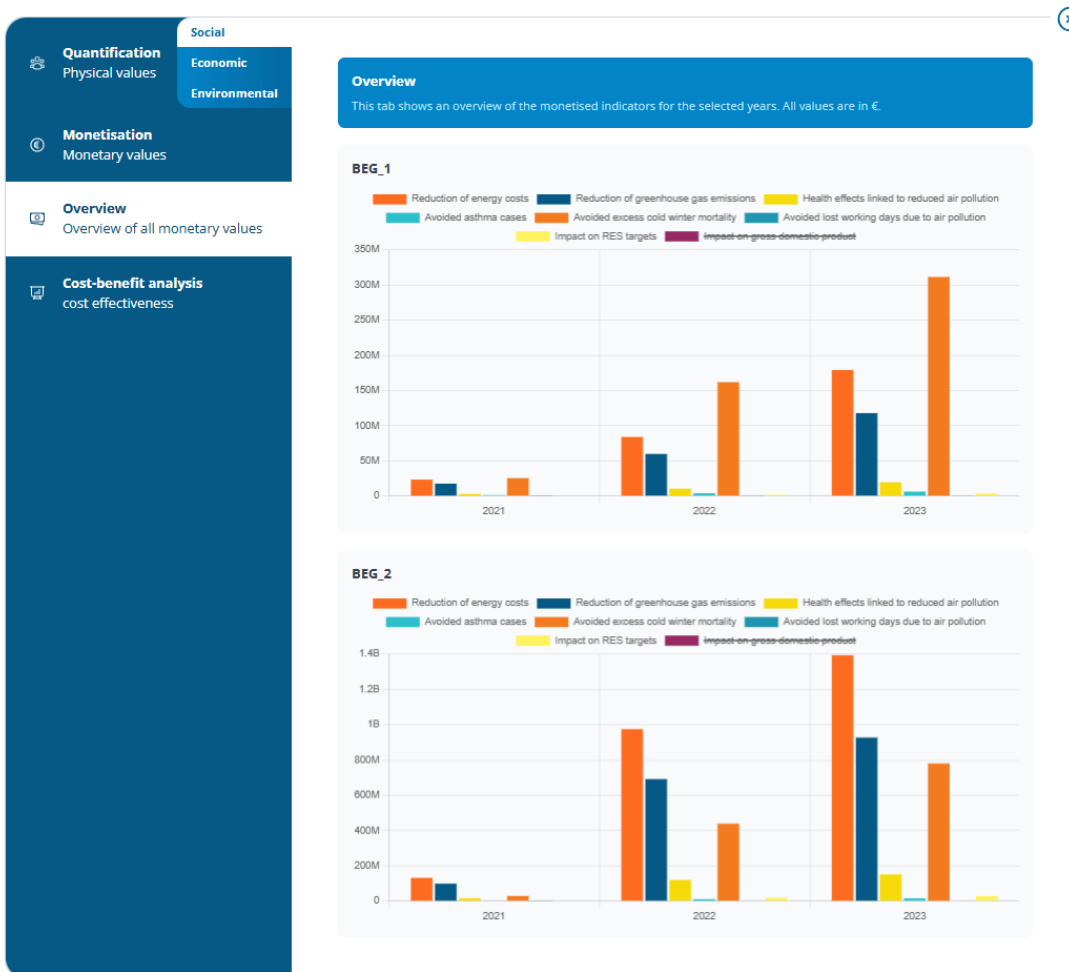 Social
Quantification
Physical values
Economic
Environmental
Monetisation
Monetary values
Overview
Overview of all monetary values
Cost-benefit analysis
cost effectiveness
Overview
This tab shows an overview of the monetised indicators for the selected years. All values are in €.
BEG_1
Reduction of energy costs Reduction of greenhouse gas emissions Health effects linked to reduced air pollution
Avoided asthma cases Avoided excess cold winter mortality Avoided lost working days due to air pollution
Impact on RES targets Impact on gross domestic product
350M
300M
250M
200M
150M
100M
50M
0
2021 2022 2023
BEG_2
Reduction of energy costs Reduction of greenhouse gas emissions Health effects linked to reduced air pollution
Avoided asthma cases Avoided excess cold winter mortality Avoided lost working days due to air pollution
Impact on RES targets Impact on gross domestic product
1.4B
1.2B
1B
800M
600M
400M
200M
0
2021 2022 2023